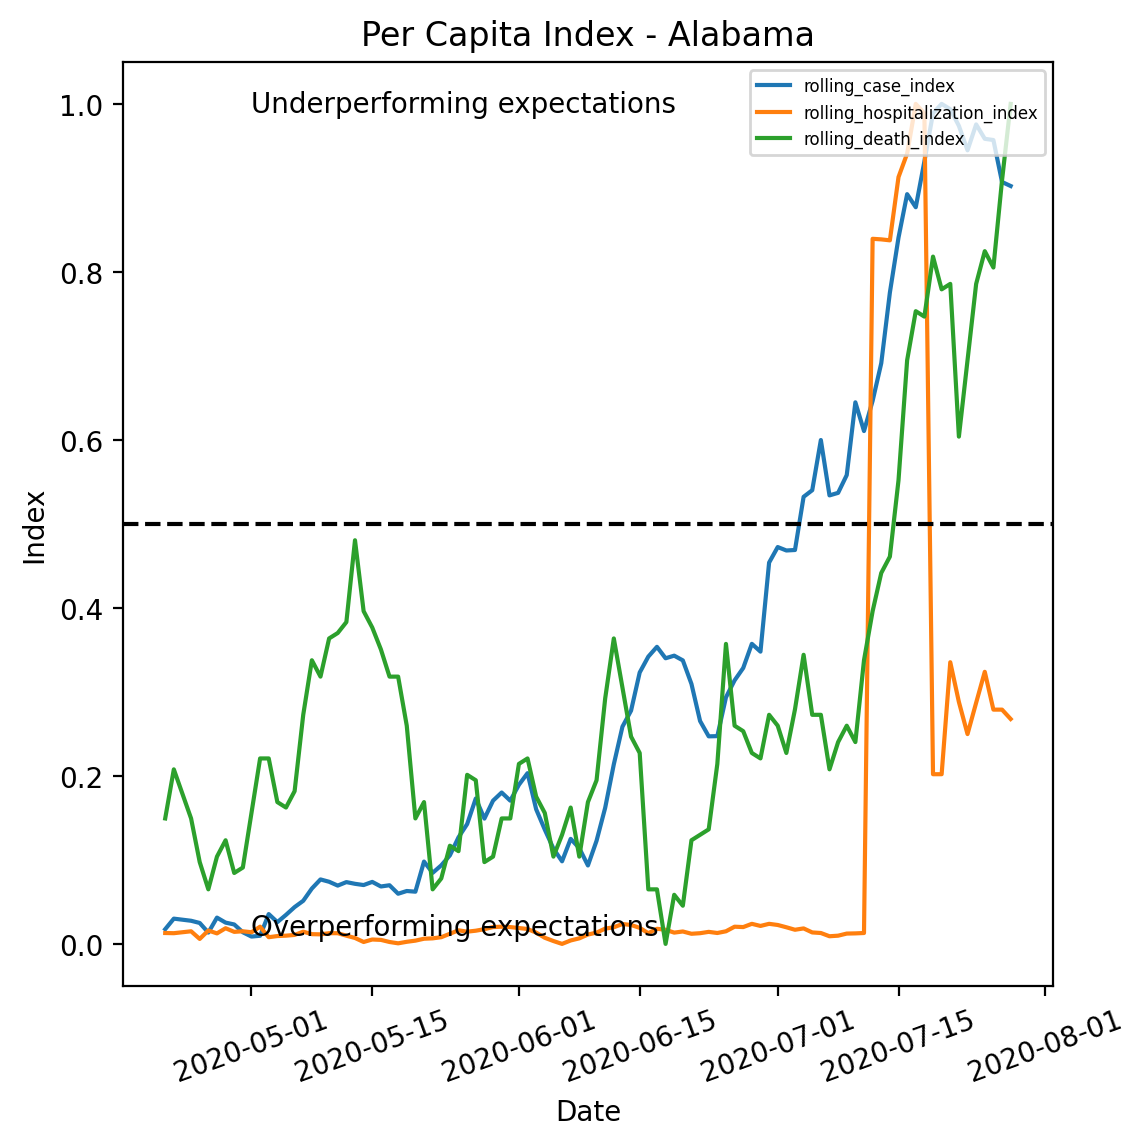 Per Capita Index - Alabama
Underperforming expectations
rolling_case_index
rolling_hospitalization_index
rolling_death_index
1.0
0.8
0.6
0.4
0.2
0.0
Index
Overperforming expectations
2020-05-01
2020-05-15
2020-06-01
2020-06-15
2020-07-01
2020-07-15
2020-08-01
Date